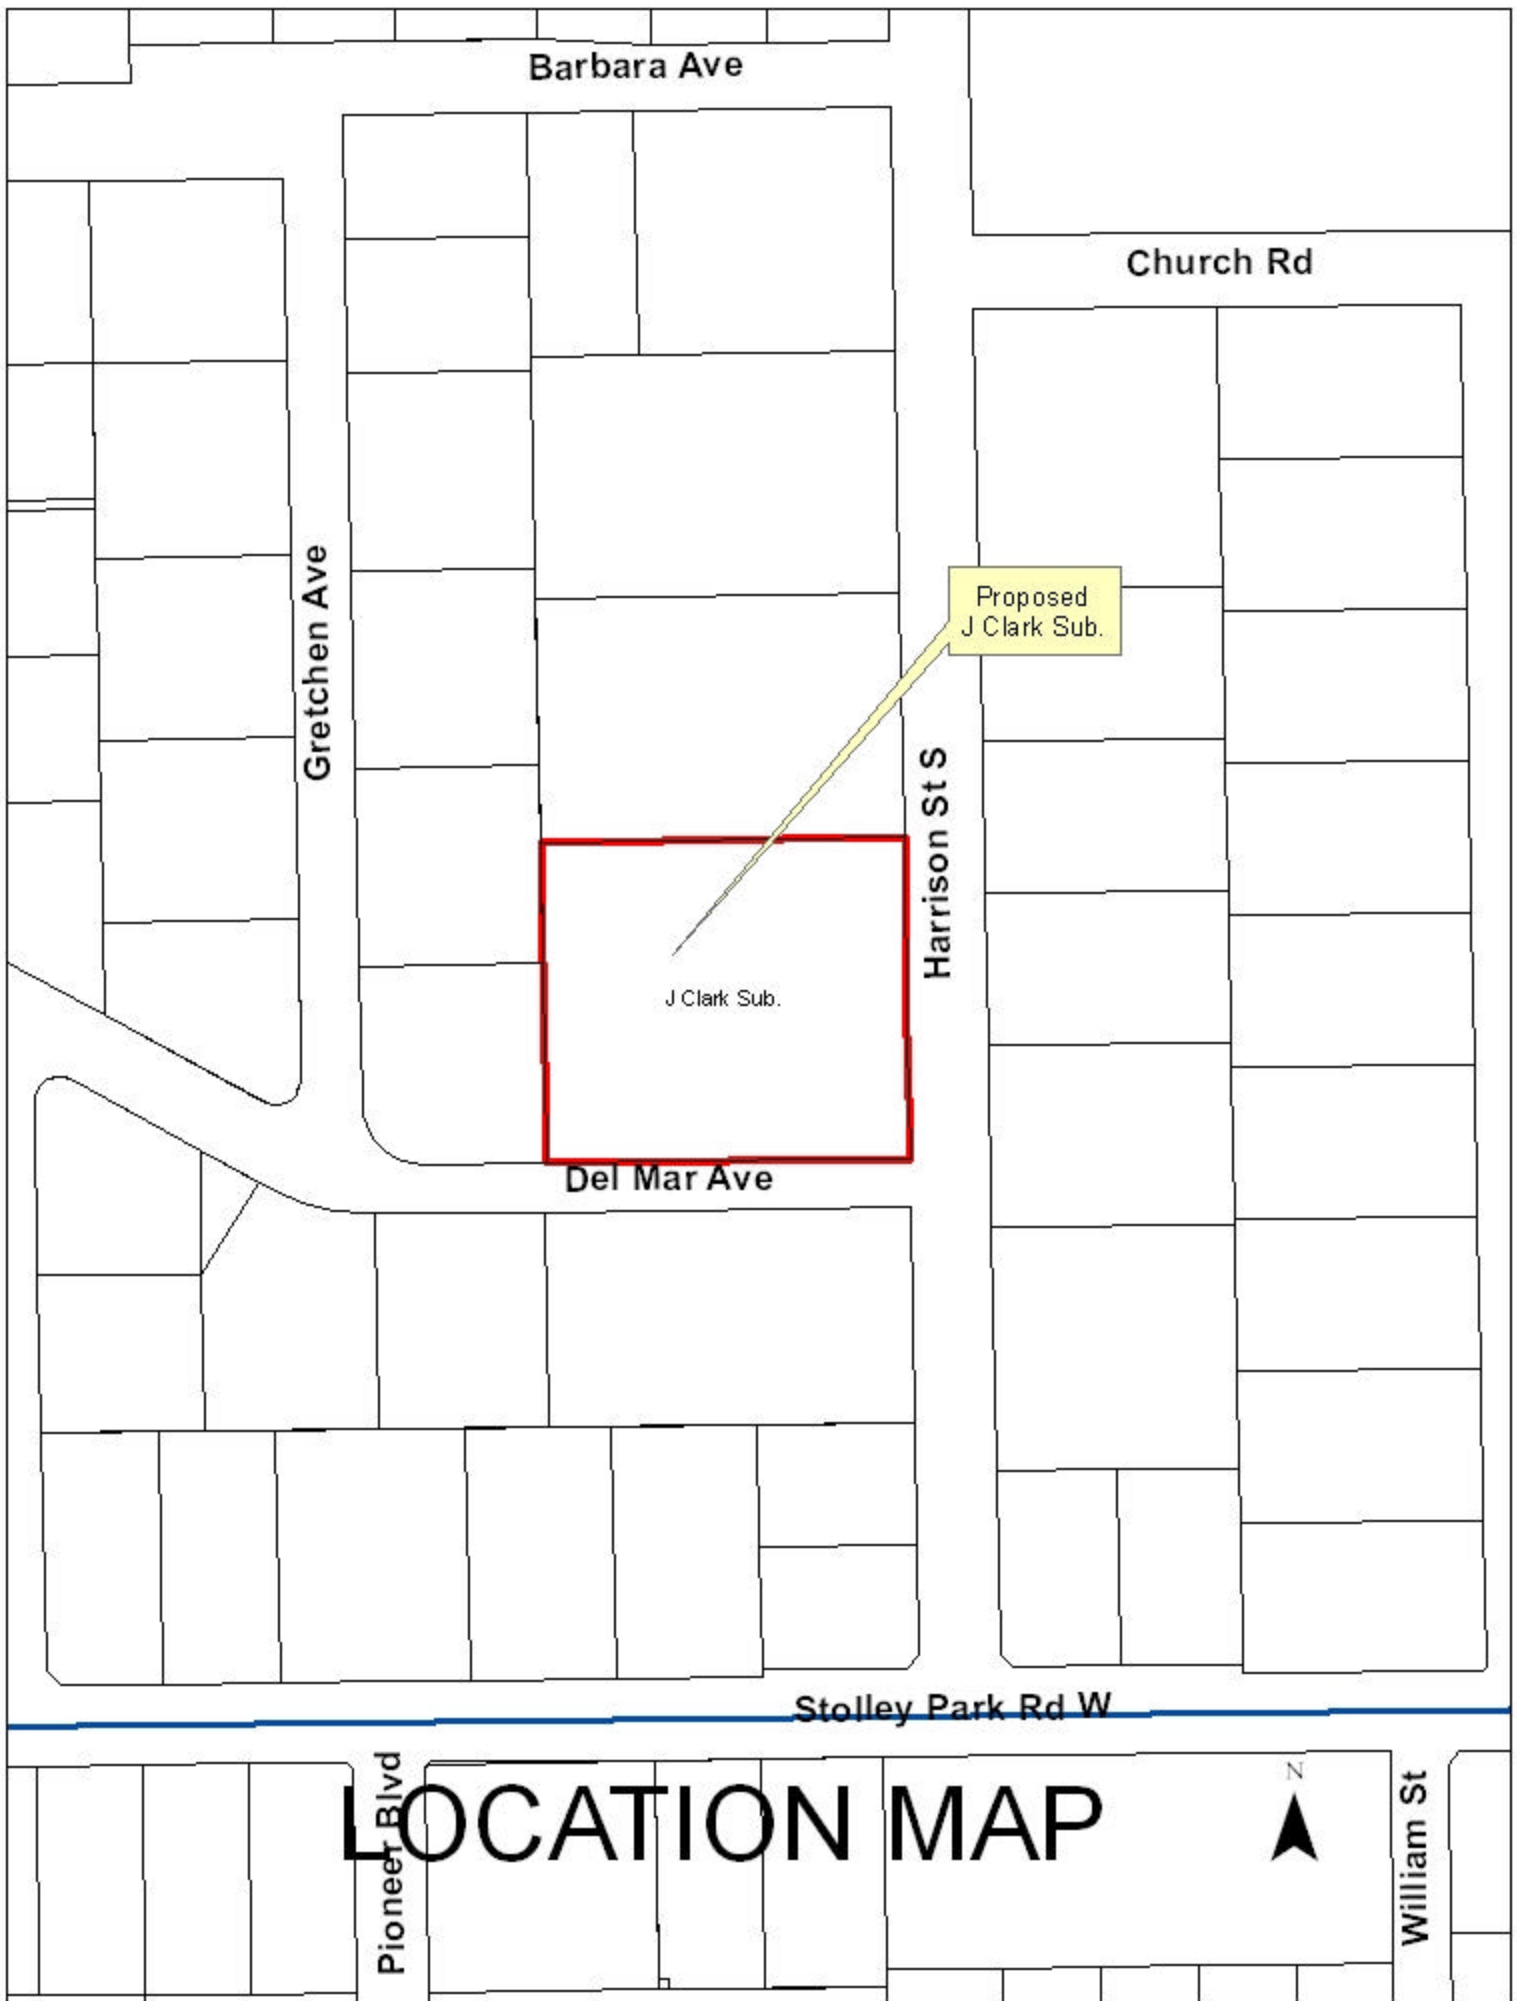 Barbara Ave
Church Rd
Gretchen Ave
Proposed
J Clark Sub.
Harrison St S
J Clark Sub.
Del Mar Ave
Stolley Park Rd W
Pioneer Blvd
LOCATION MAP
N
William St